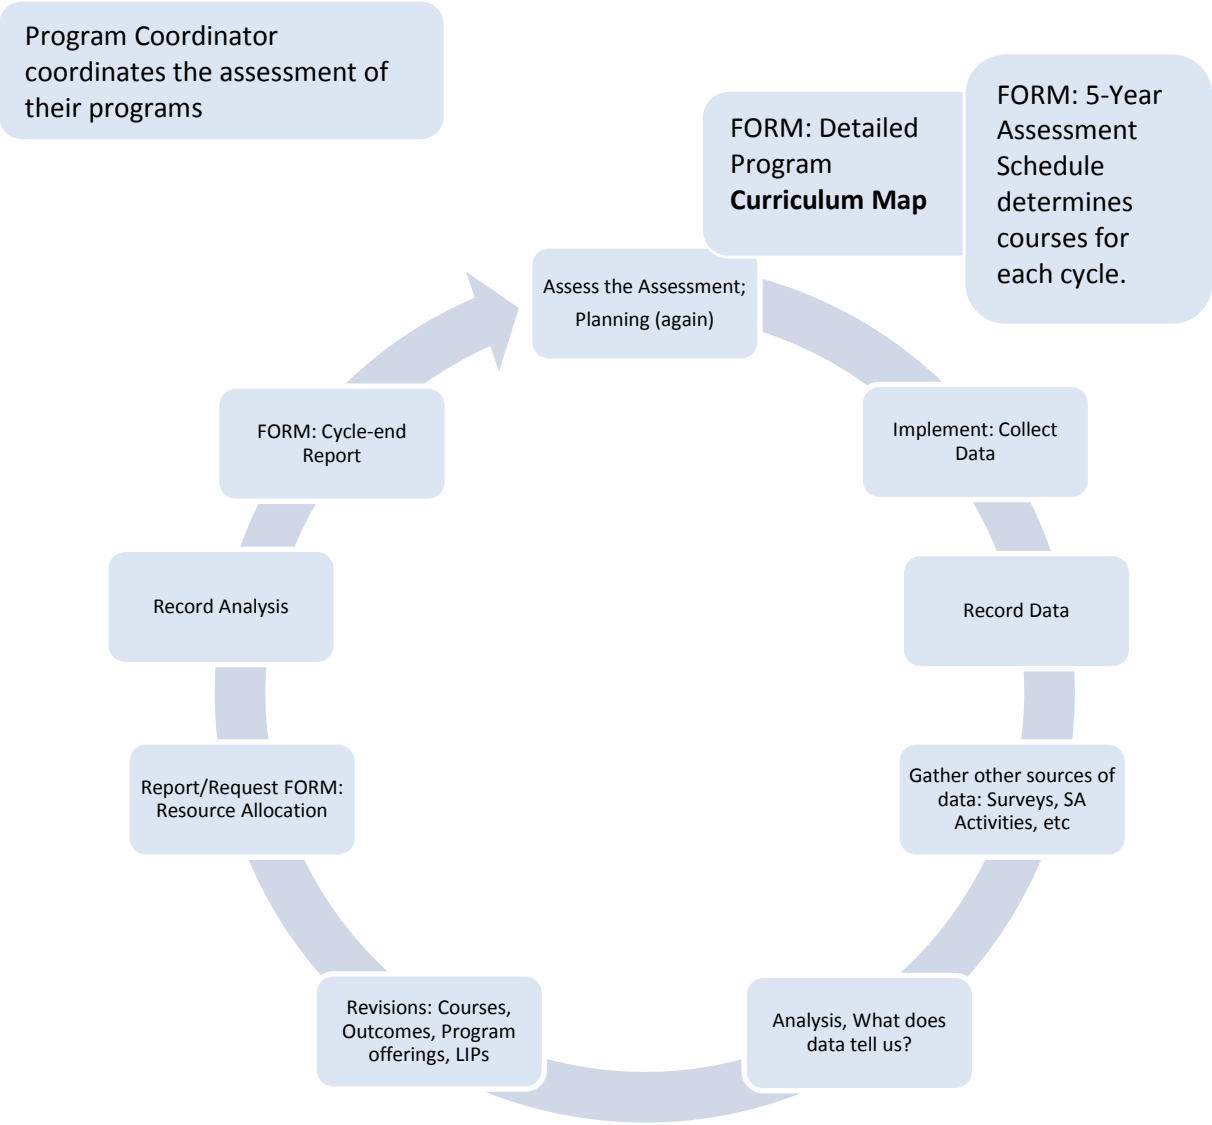 Program Coordinator
coordinates the assessment of
their programs
FORM: Detailed
Program
Curriculum Map
FORM: 5-Year
Assessment
Schedule
determines
courses for
each cycle.
Assess the Assessment;
Planning (again)
Implement: Collect
Data
Record Data
Gather other sources of
data: Surveys, SA
Activities, etc
Analysis, What does
data tell us?
Revisions: Courses,
Outcomes, Program
offerings, LIPs
Report/Request FORM:
Resource Allocation
Record Analysis
FORM: Cycle-end
Report